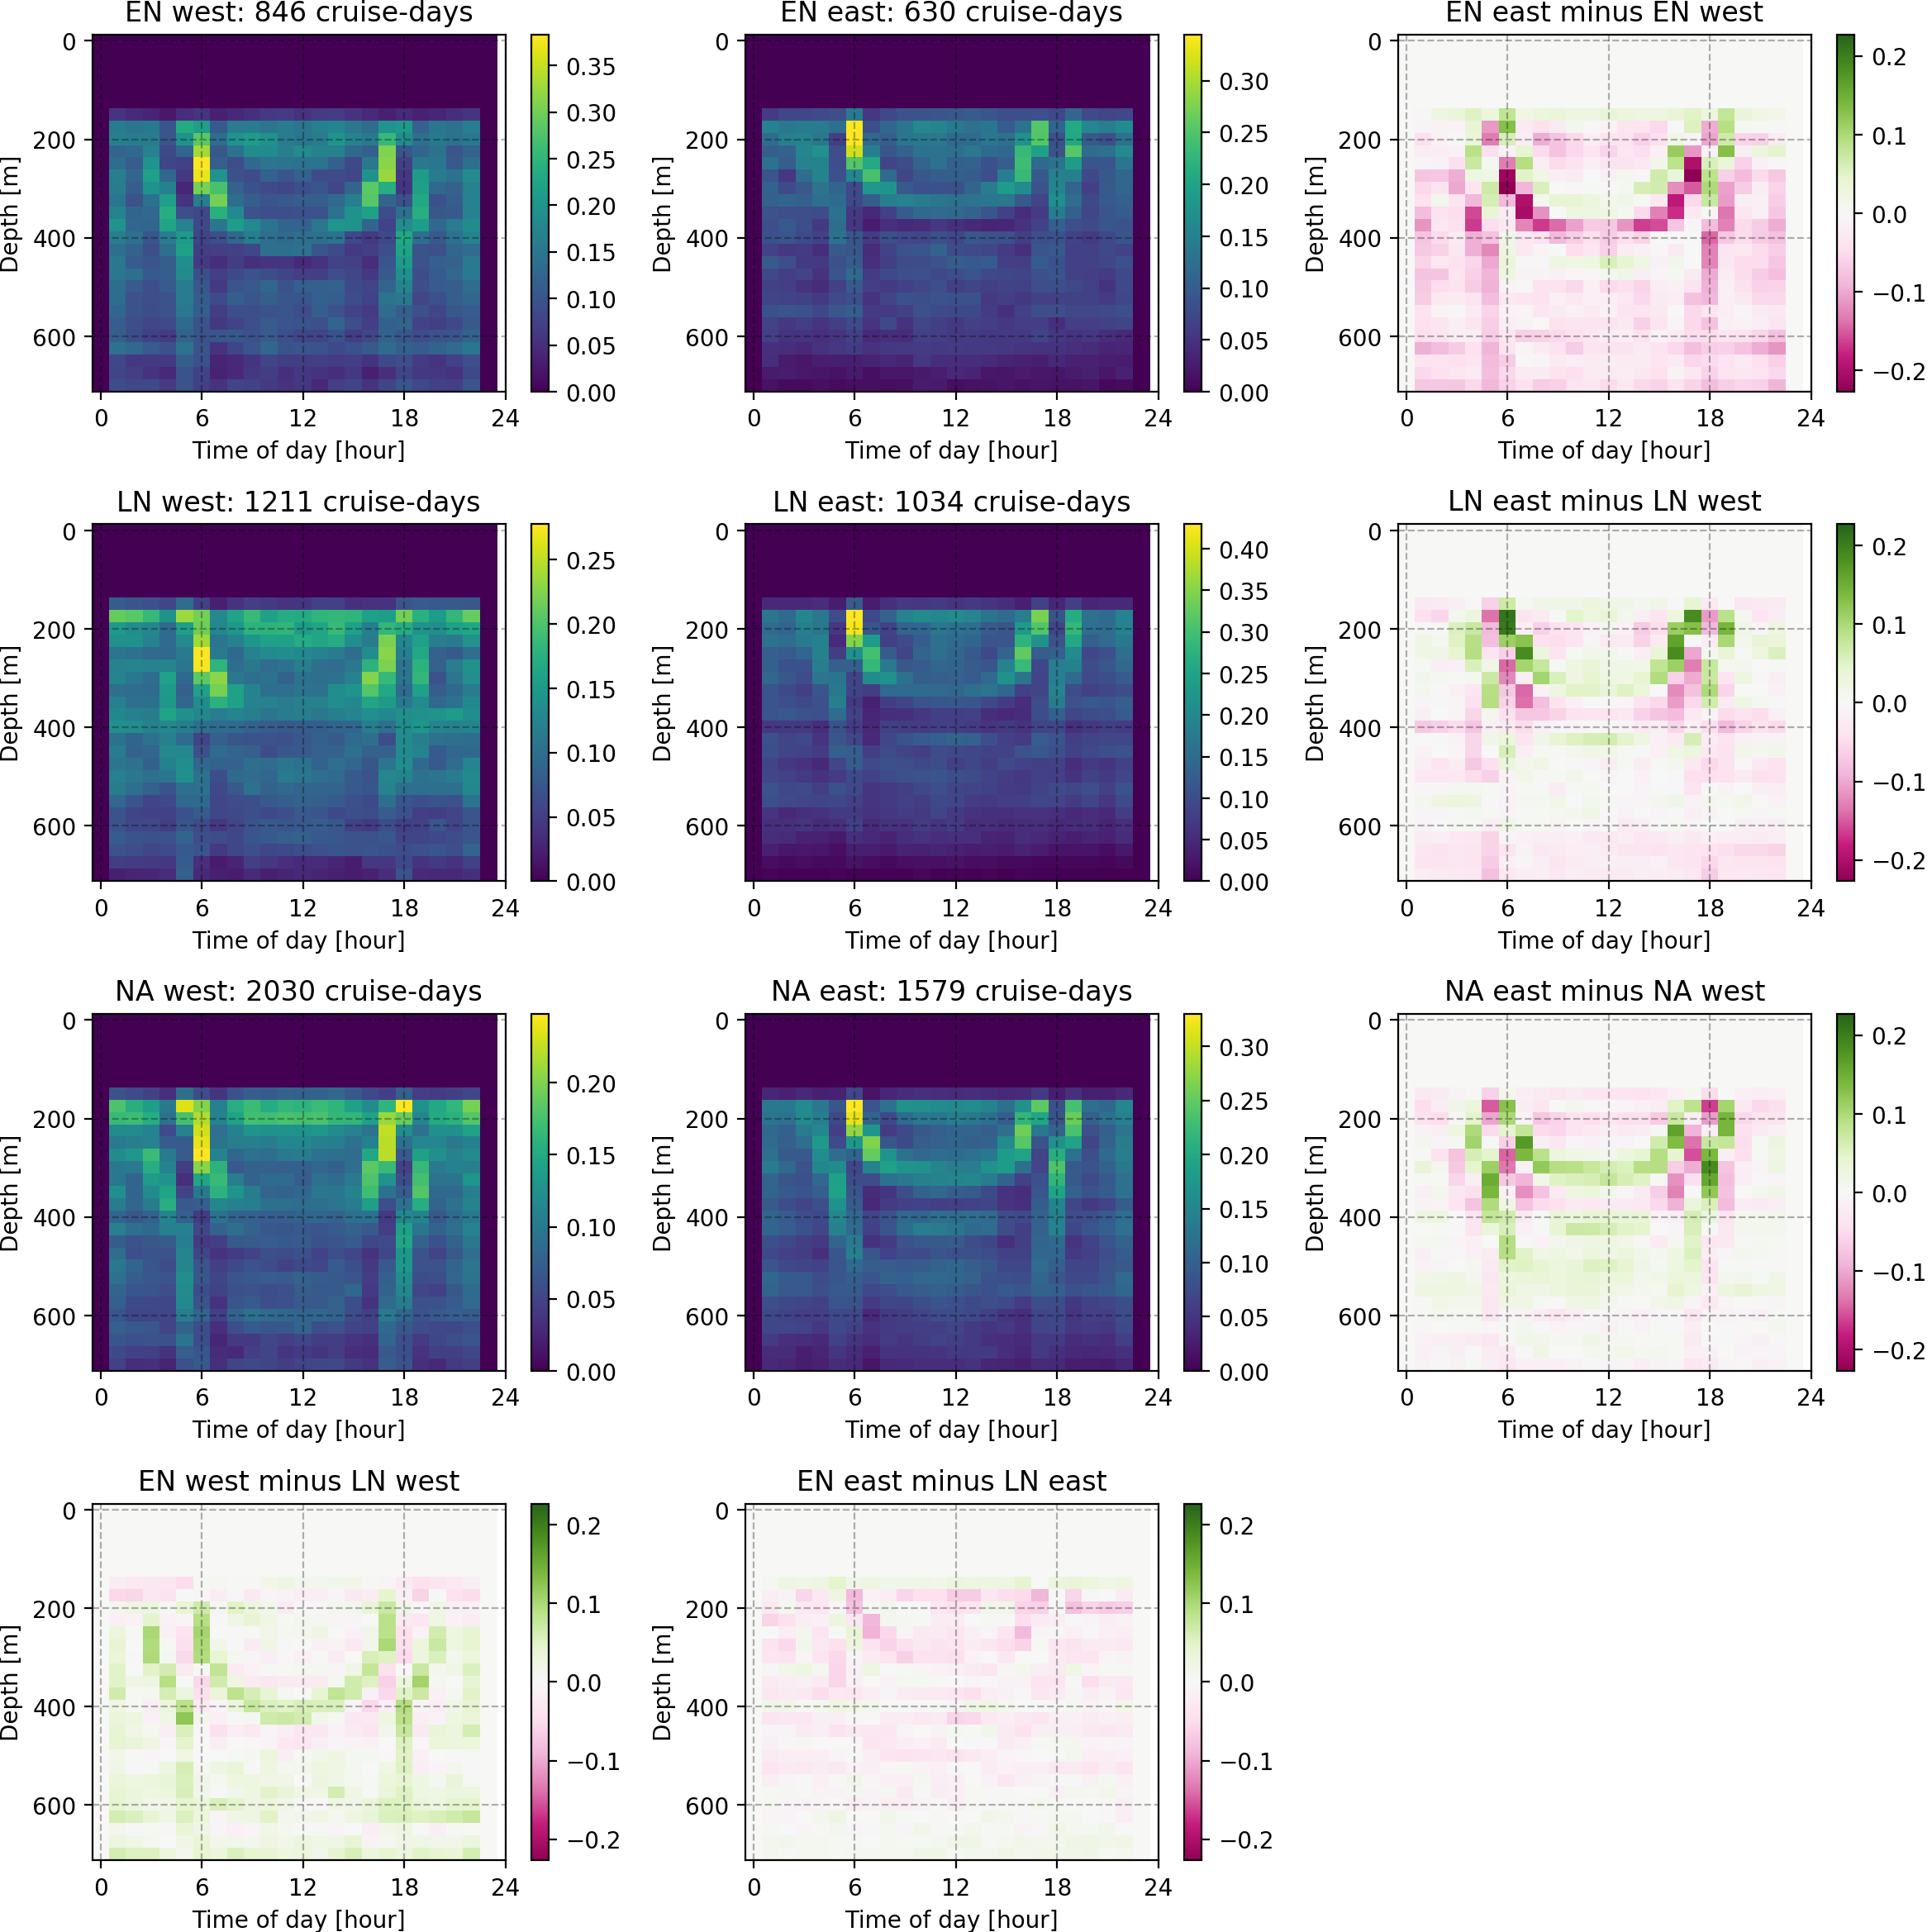 EN west: 846 cruise-days
0
200
400
600
Depth [m]
0 6 12 18 24
Time of day [hour]
0.35
0.30
0.25
0.20
0.15
0.10
0.05
0.00
EN east: 630 cruise-days
0
200
400
600
Depth [m]
0 6 12 18 24
Time of day [hour]
0.30
0.25
0.20
0.15
0.10
0.05
0.00
EN east minus EN west
0
200
400
600
Depth [m]
0 6 12 18 24
Time of day [hour]
0.2
0.1
0.0
−0.1
−0.2
LN west: 1211 cruise-days
0
200
400
600
Depth [m]
0 6 12 18 24
Time of day [hour]
0.25
0.20
0.15
0.10
0.05
0.00
LN east: 1034 cruise-days
0
200
400
600
Depth [m]
0 6 12 18 24
Time of day [hour]
0.40
0.35
0.30
0.25
0.20
0.15
0.10
0.05
0.00
LN east minus LN west
0
200
400
600
Depth [m]
0 6 12 18 24
Time of day [hour]
0.2
0.1
0.0
−0.1
−0.2
NA west: 2030 cruise-days
0
200
400
600
Depth [m]
0 6 12 18 24
Time of day [hour]
0.20
0.15
0.10
0.05
0.00
NA east: 1579 cruise-days
0
200
400
600
Depth [m]
0 6 12 18 24
Time of day [hour]
0.30
0.25
0.20
0.15
0.10
0.05
0.00
NA east minus NA west
0
200
400
600
Depth [m]
0 6 12 18 24
Time of day [hour]
0.2
0.1
0.0
−0.1
−0.2
EN west minus LN west
0
200
400
600
Depth [m]
0 6 12 18 24
Time of day [hour]
0.2
0.1
0.0
−0.1
−0.2
EN east minus LN east
0
200
400
600
Depth [m]
0 6 12 18 24
Time of day [hour]
0.2
0.1
0.0
−0.1
−0.2